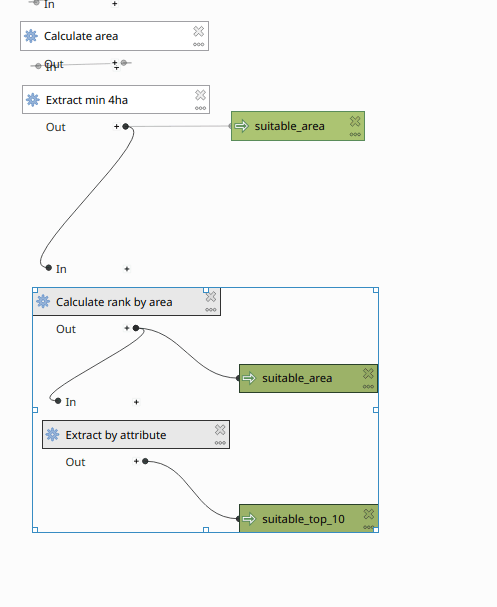 In
Calculate area
Out
In
Extract min 4ha
Out
suitable_area
In
Calculate rank by area
Out
suitable_area
In
Extract by attribute
Out
suitable_top_10